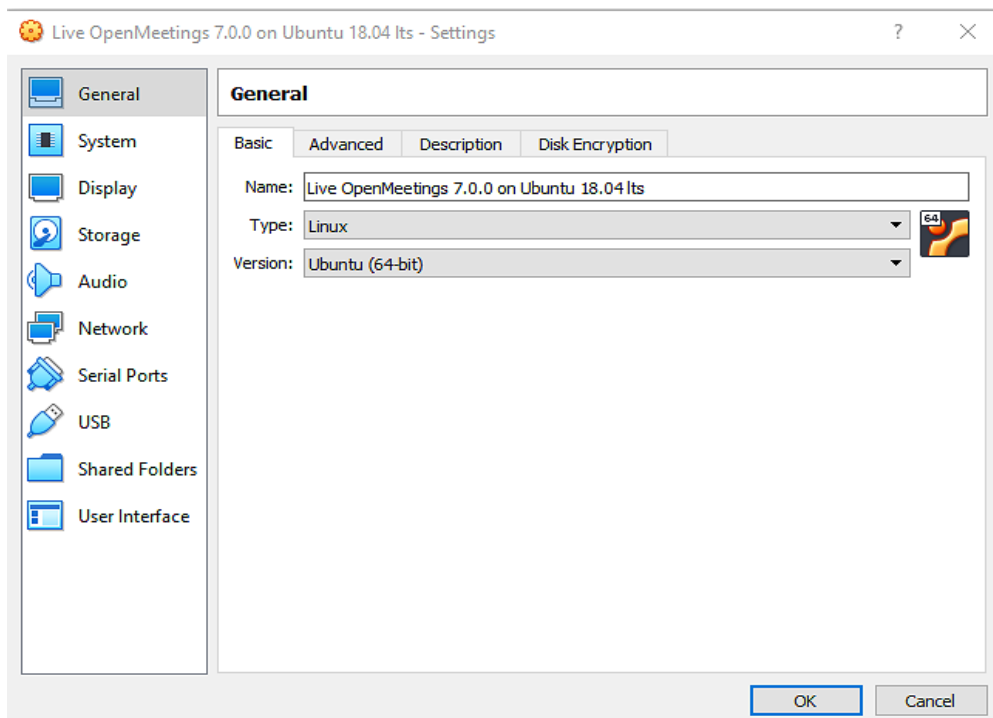 Live OpenMeetings 7.0.0 on Ubuntu 18.04 lts - Settings
?
General
System
Display
Storage
Audio
Network
Serial Ports
USB
Shared Folders
User Interface
General
Basic
Advanced
Description
Disk Encryption
Name: Live OpenMeetings 7.0.0 on Ubuntu 18.04 lts
Type: Linux
64
Version: Ubuntu (64-bit)
OK
Cancel